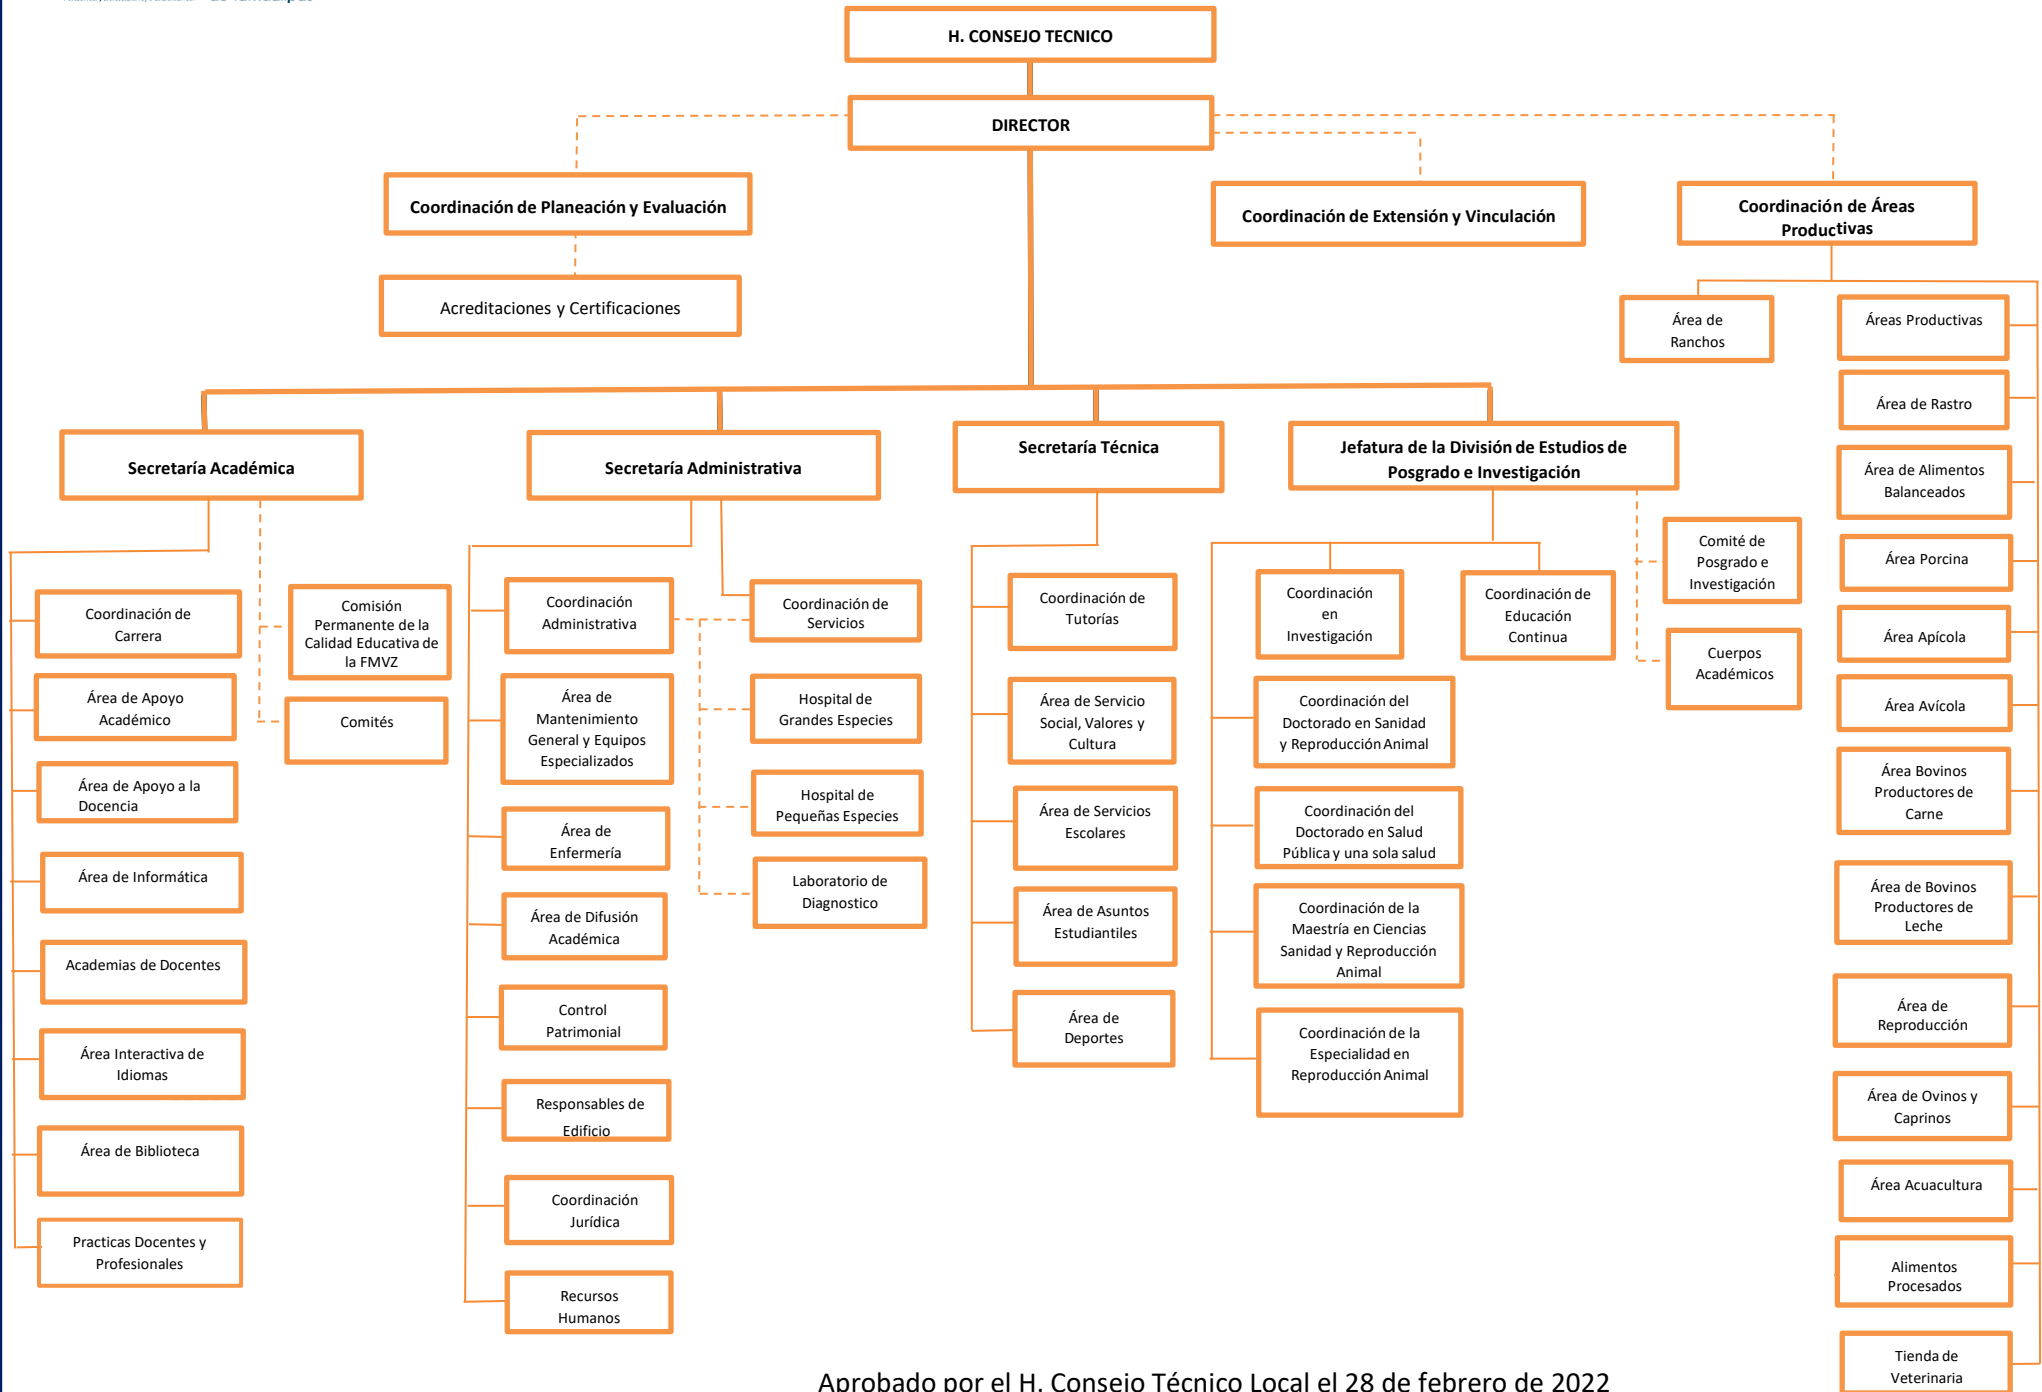 de Tamaulipas
H. CONSEJO TECNICO
DIRECTOR
Coordinación de Planeación y Evaluación
Coordinación de Extensión y Vinculación
Coordinación de Áreas
Productivas
Acreditaciones y Certificaciones
Área de
Ranchos
Áreas Productivas
Área de Rastro
Área de Alimentos
Balanceados
Área Porcina
Área Apícola
Área Avícola
Área Bovinos
Productores de
Carne
Área de Bovinos
Productores de
Leche
Área de
Reproducción
Área de Ovinos y
Caprinos
Área Acuacultura
Alimentos
Procesados
Tienda de
Veterinaria
Secretaría Académica
Coordinación de
Carrera
Área de Apoyo
Académico
Área de Apoyo a la
Docencia
Área de Informática
Academias de Docentes
Área Interactiva de
Idiomas
Área de Biblioteca
Practicas Docentes y
Profesionales
Comisión
Permanente de la
Calidad Educativa de
la FMVZ
Comités
Secretaría Administrativa
Coordinación
Administrativa
Área de
Mantenimiento
General y Equipos
Especializados
Área de
Enfermería
Área de Difusión
Académica
Control
Patrimonial
Responsables de
Edificio
Coordinación
Jurídica
Recursos
Humanos
Coordinación de
Servicios
Hospital de
Grandes Especies
Hospital de
Pequeñas Especies
Laboratorio de
Diagnostico
Secretaría Técnica
Coordinación de
Tutorías
Área de Servicio
Social, Valores y
Cultura
Área de Servicios
Escolares
Área de Asuntos
Estudiantiles
Área de
Deportes
Jefatura de la División de Estudios de
Posgrado e Investigación
Coordinación
en
Investigación
Coordinación de
Educación
Continua
Coordinación del
Doctorado en Sanidad
y Reproducción Animal
Coordinación del
Doctorado en Salud
Pública y una sola salud
Coordinación de la
Maestría en Ciencias
Sanidad y Reproducción
Animal
Coordinación de la
Especialidad en
Reproducción Animal
Comité de
Posgrado e
Investigación
Cuerpos
Académicos
Aprobado por el H. Consejo Técnico Local el 28 de febrero de 2022